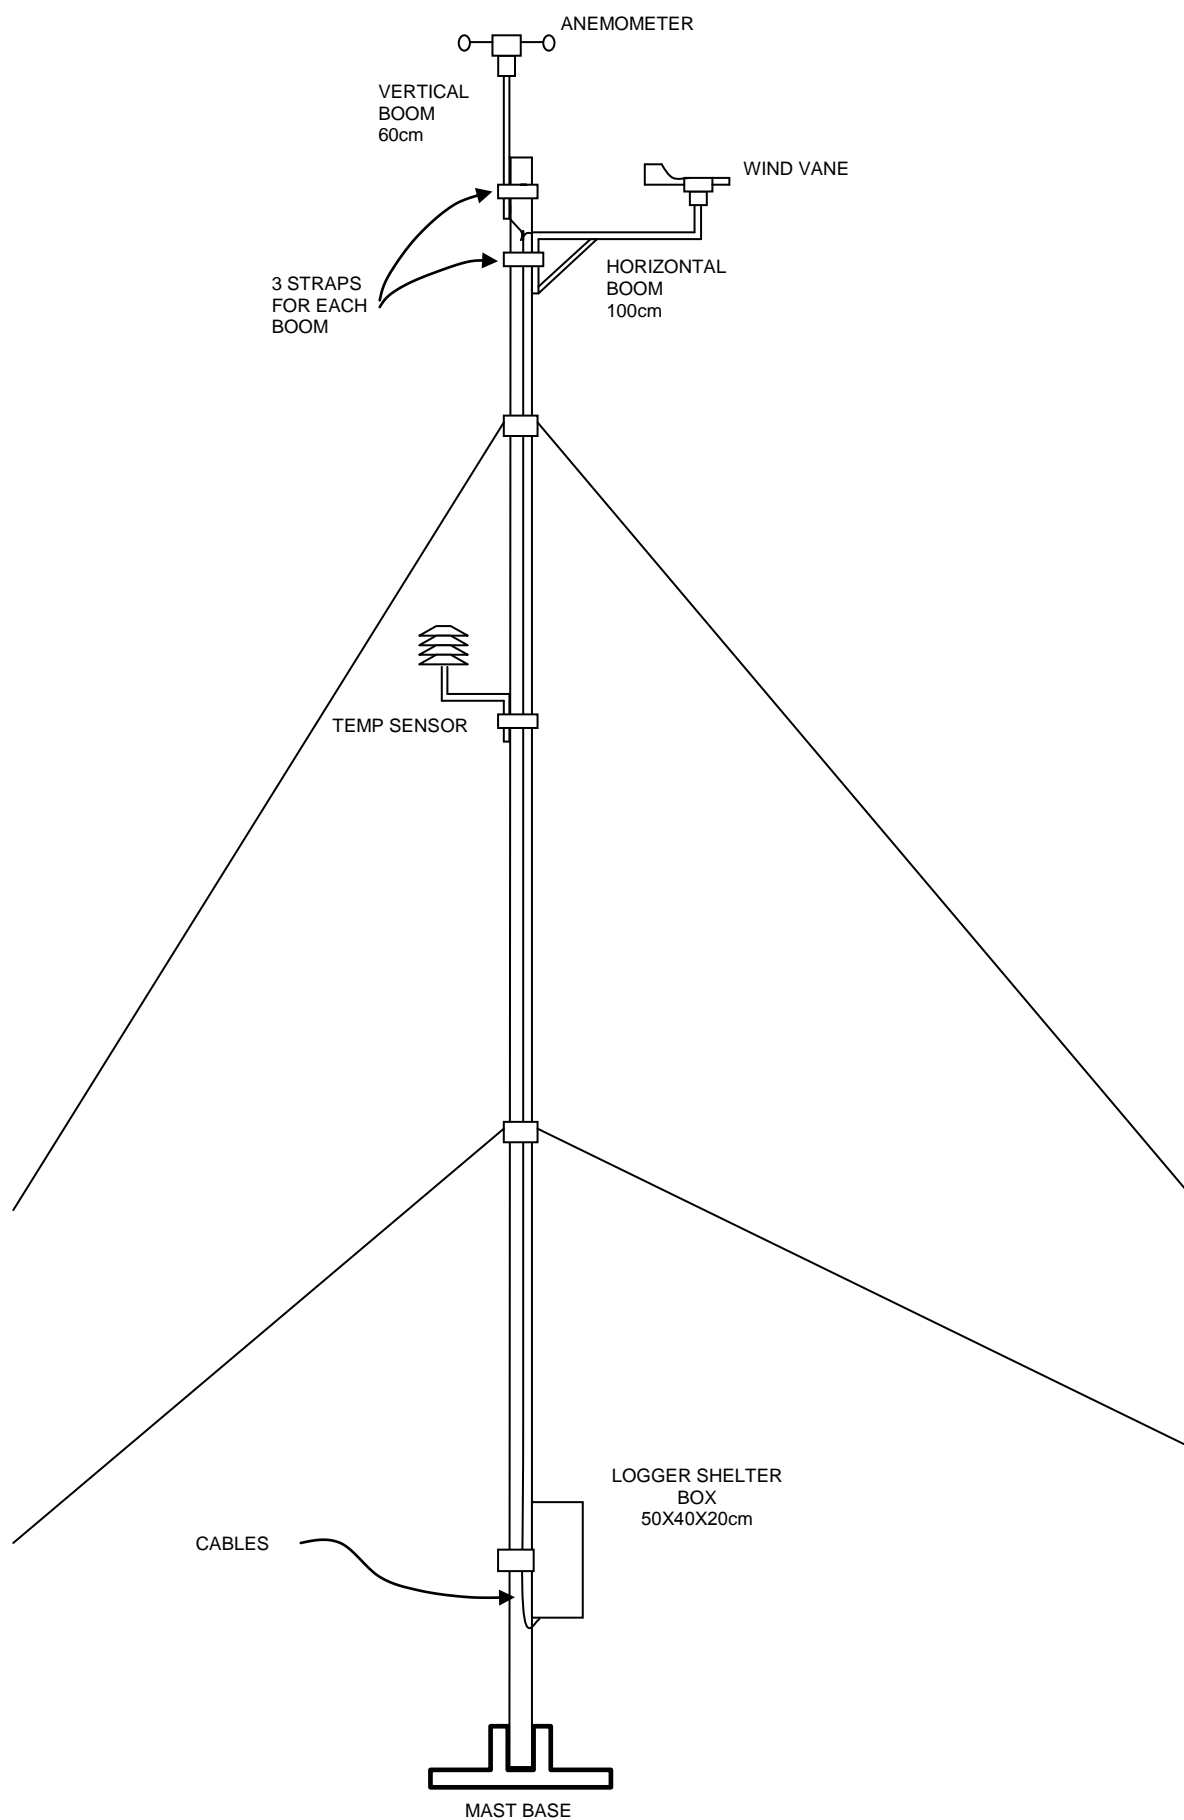 ANEMOMETER
VERTICAL
BOOM
60cm
WIND VANE
HORIZONTAL
BOOM
100cm
3 STRAPS
FOR EACH
BOOM
TEMP SENSOR
LOGGER SHELTER
BOX
50X40X20cm
CABLES
MAST BASE